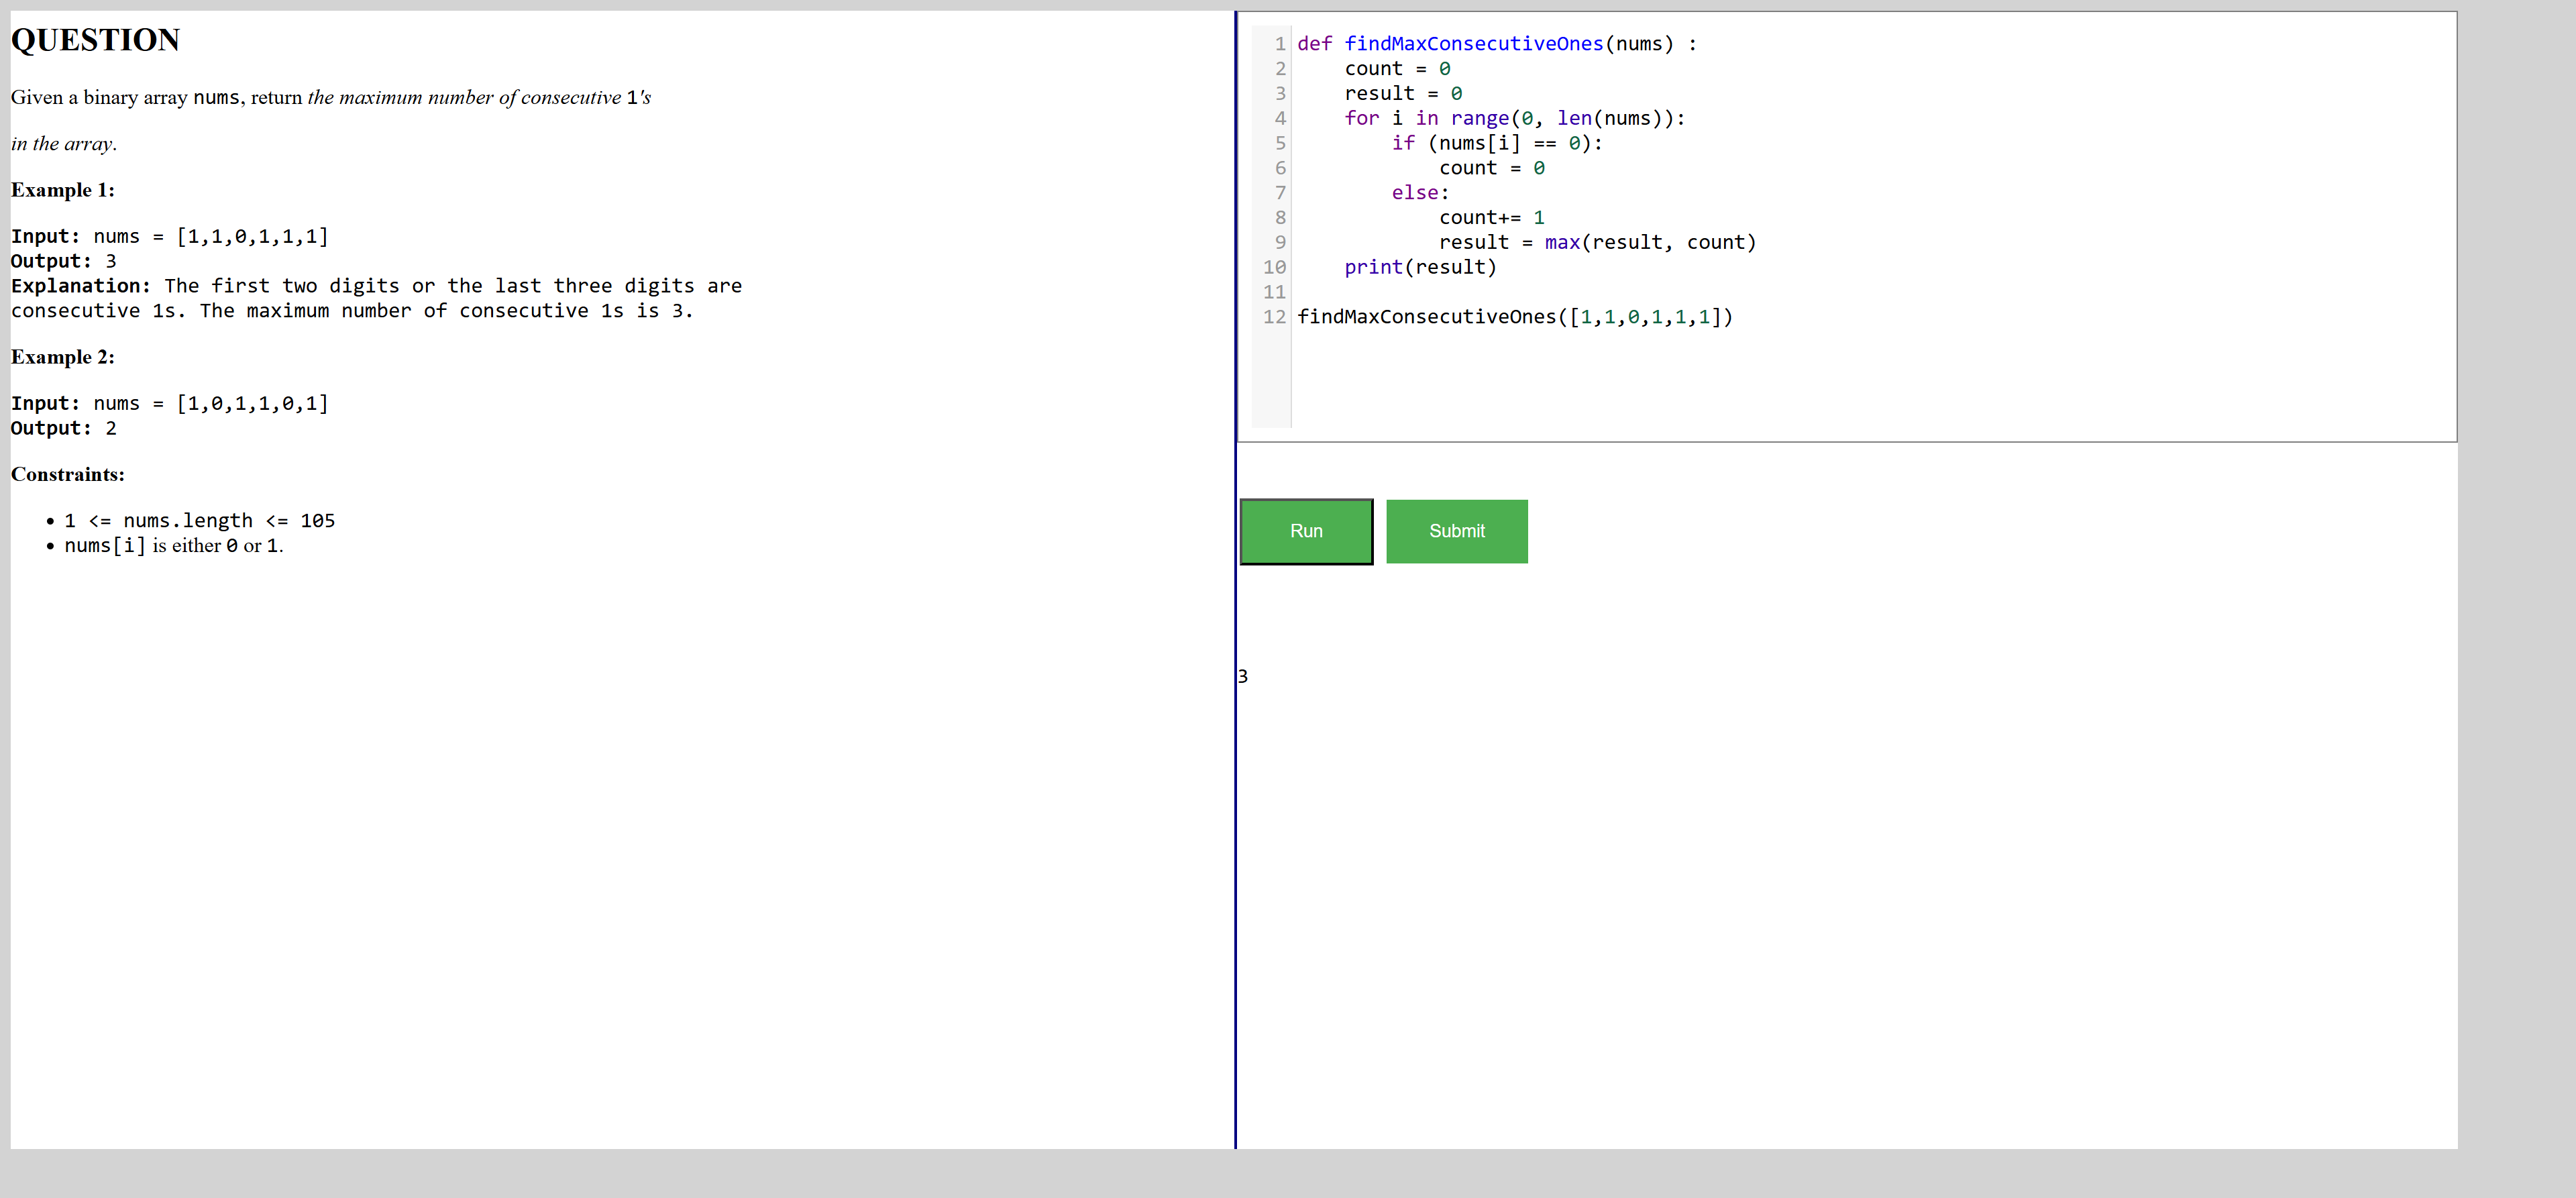 QUESTION
Given a binary array nums, return the maximum number of consecutive 1's
in the array.
Example 1:
Input: nums = [1,1,0,1,1,1]
Output: 3
Explanation: The first two digits or the last three digits are
consecutive 1s. The maximum number of consecutive 1s is 3.
Example 2:
Input: nums = [1,0,1,1,0,1]
Output: 2
Constraints:
• 1 <= nums.length <= 105
• nums[i] is either 0 or 1.
1 def findMaxConsecutiveOnes(nums) :
2     count = 0
3     result = 0
4     for i in range(0, len(nums)):
5         if (nums[i] == 0):
6             count = 0
7         else:
8             count+= 1
9             result = max(result, count)
10     print(result)
11
12 findMaxConsecutiveOnes([1,1,0,1,1,1])
Run Submit
3